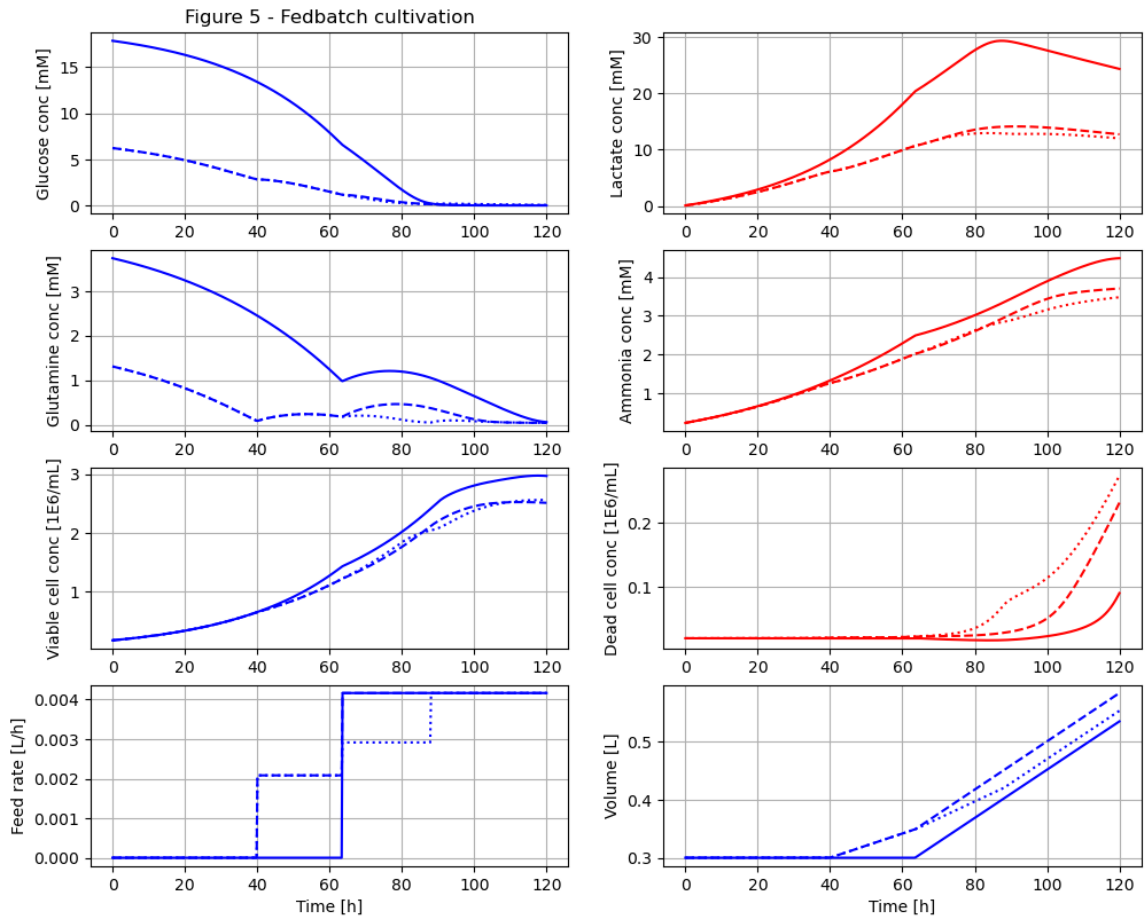 Figure 5 - Fedbatch cultivation
Glucose conc [mM]
15
10
5
0
0 20 40 60 80 100 120
Lactate conc [mM]
30
20
10
0
0 20 40 60 80 100 120
Glutamine conc [mM]
3
2
1
0
0 20 40 60 80 100 120
Ammonia conc [mM]
4
3
2
1
0 20 40 60 80 100 120
Viable cell conc [1E6/mL]
3
2
1
0 20 40 60 80 100 120
Dead cell conc [1E6/mL]
0.2
0.1
0 20 40 60 80 100 120
Feed rate [L/h]
0.004
0.003
0.002
0.001
0.000
0 20 40 60 80 100 120
Time [h]
Volume [L]
0.5
0.4
0.3
0 20 40 60 80 100 120
Time [h]